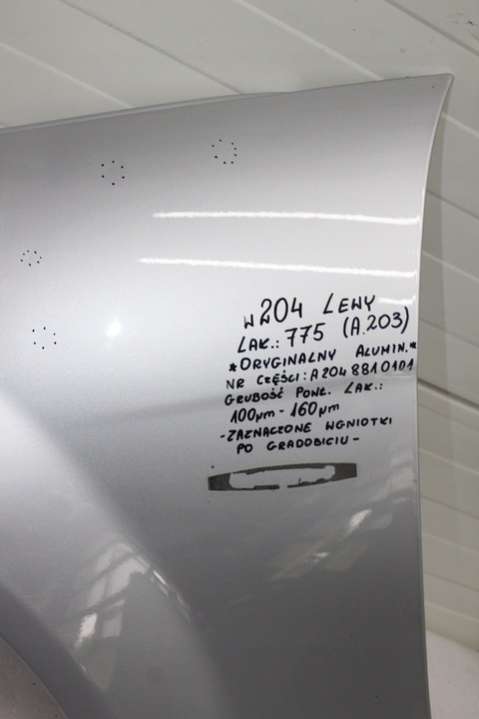 W204 LEWY
LAK.: 775 (A.203)
*ORYGINALNY ALUMIN.*
NR CZĘŚCI: A2048810101
GRUBOŚĆ POWŁ. LAK.:
100µm - 160µm
-ZAZNACZONE WGNIOTKI
PO GRADOBICIU-